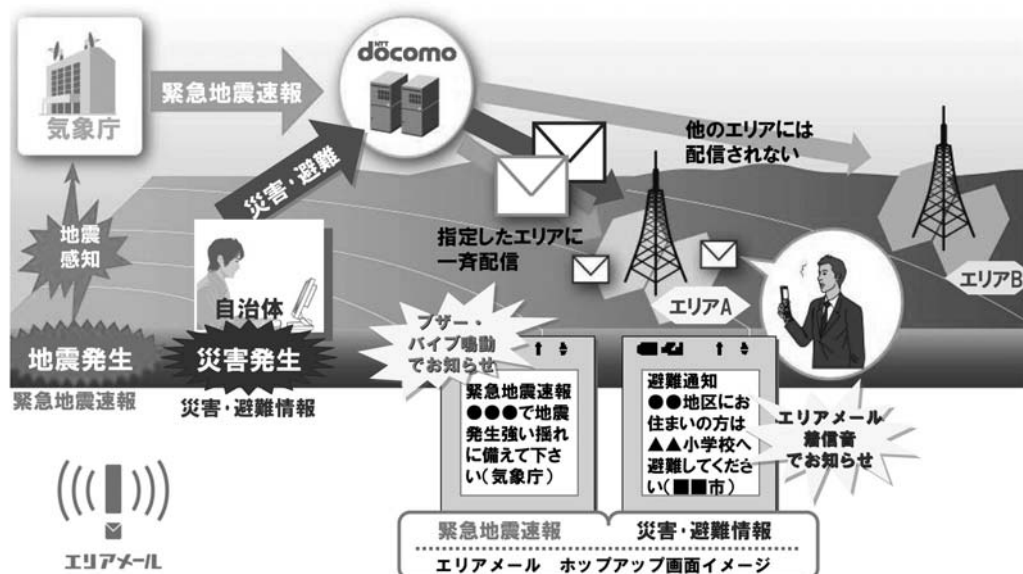 気象庁
緊急地震速報
NTT
döcomo
災害・避難
他のエリアには
配信されない
地震
感知
指定したエリアに
一斉配信
エリアB
エリアA
自治体
ブザー・
バイブ鳴動
でお知らせ
地震発生
災害発生
緊急地震速報
災害・避難情報
緊急地震速報
●●●で地震
発生強い揺れ
に備えて下さ
い(気象庁)
避難通知
●●地区にお
住まいの方は
▲▲小学校へ
避難してくださ
い(■■市)
エリアメール
着信音
でお知らせ
エリアメール
緊急地震速報
災害・避難情報
エリアメール ホップアップ画面イメージ